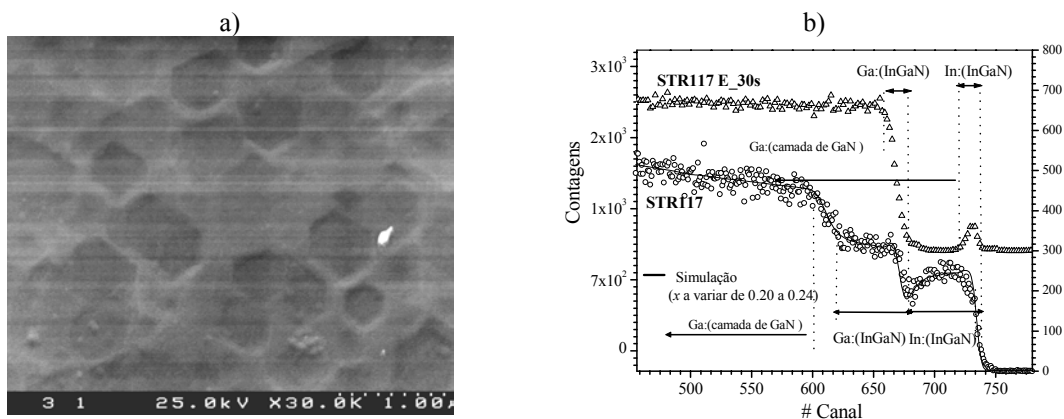 a)
3 1 25.0kV X30.0K 1.00μm
b)
3x10³
2x10³
1x10³
7x10²
0
Contagens
800
700
600
500
400
300
200
100
0
STR117 E_30s
Ga:(InGaN)
In:(InGaN)
Ga:(camada de GaN )
STRf17
Simulação
(x a variar de 0.20 a 0.24)
Ga:(camada de GaN )
Ga:(InGaN)
In:(InGaN)
500 550 600 650 700 750
# Canal